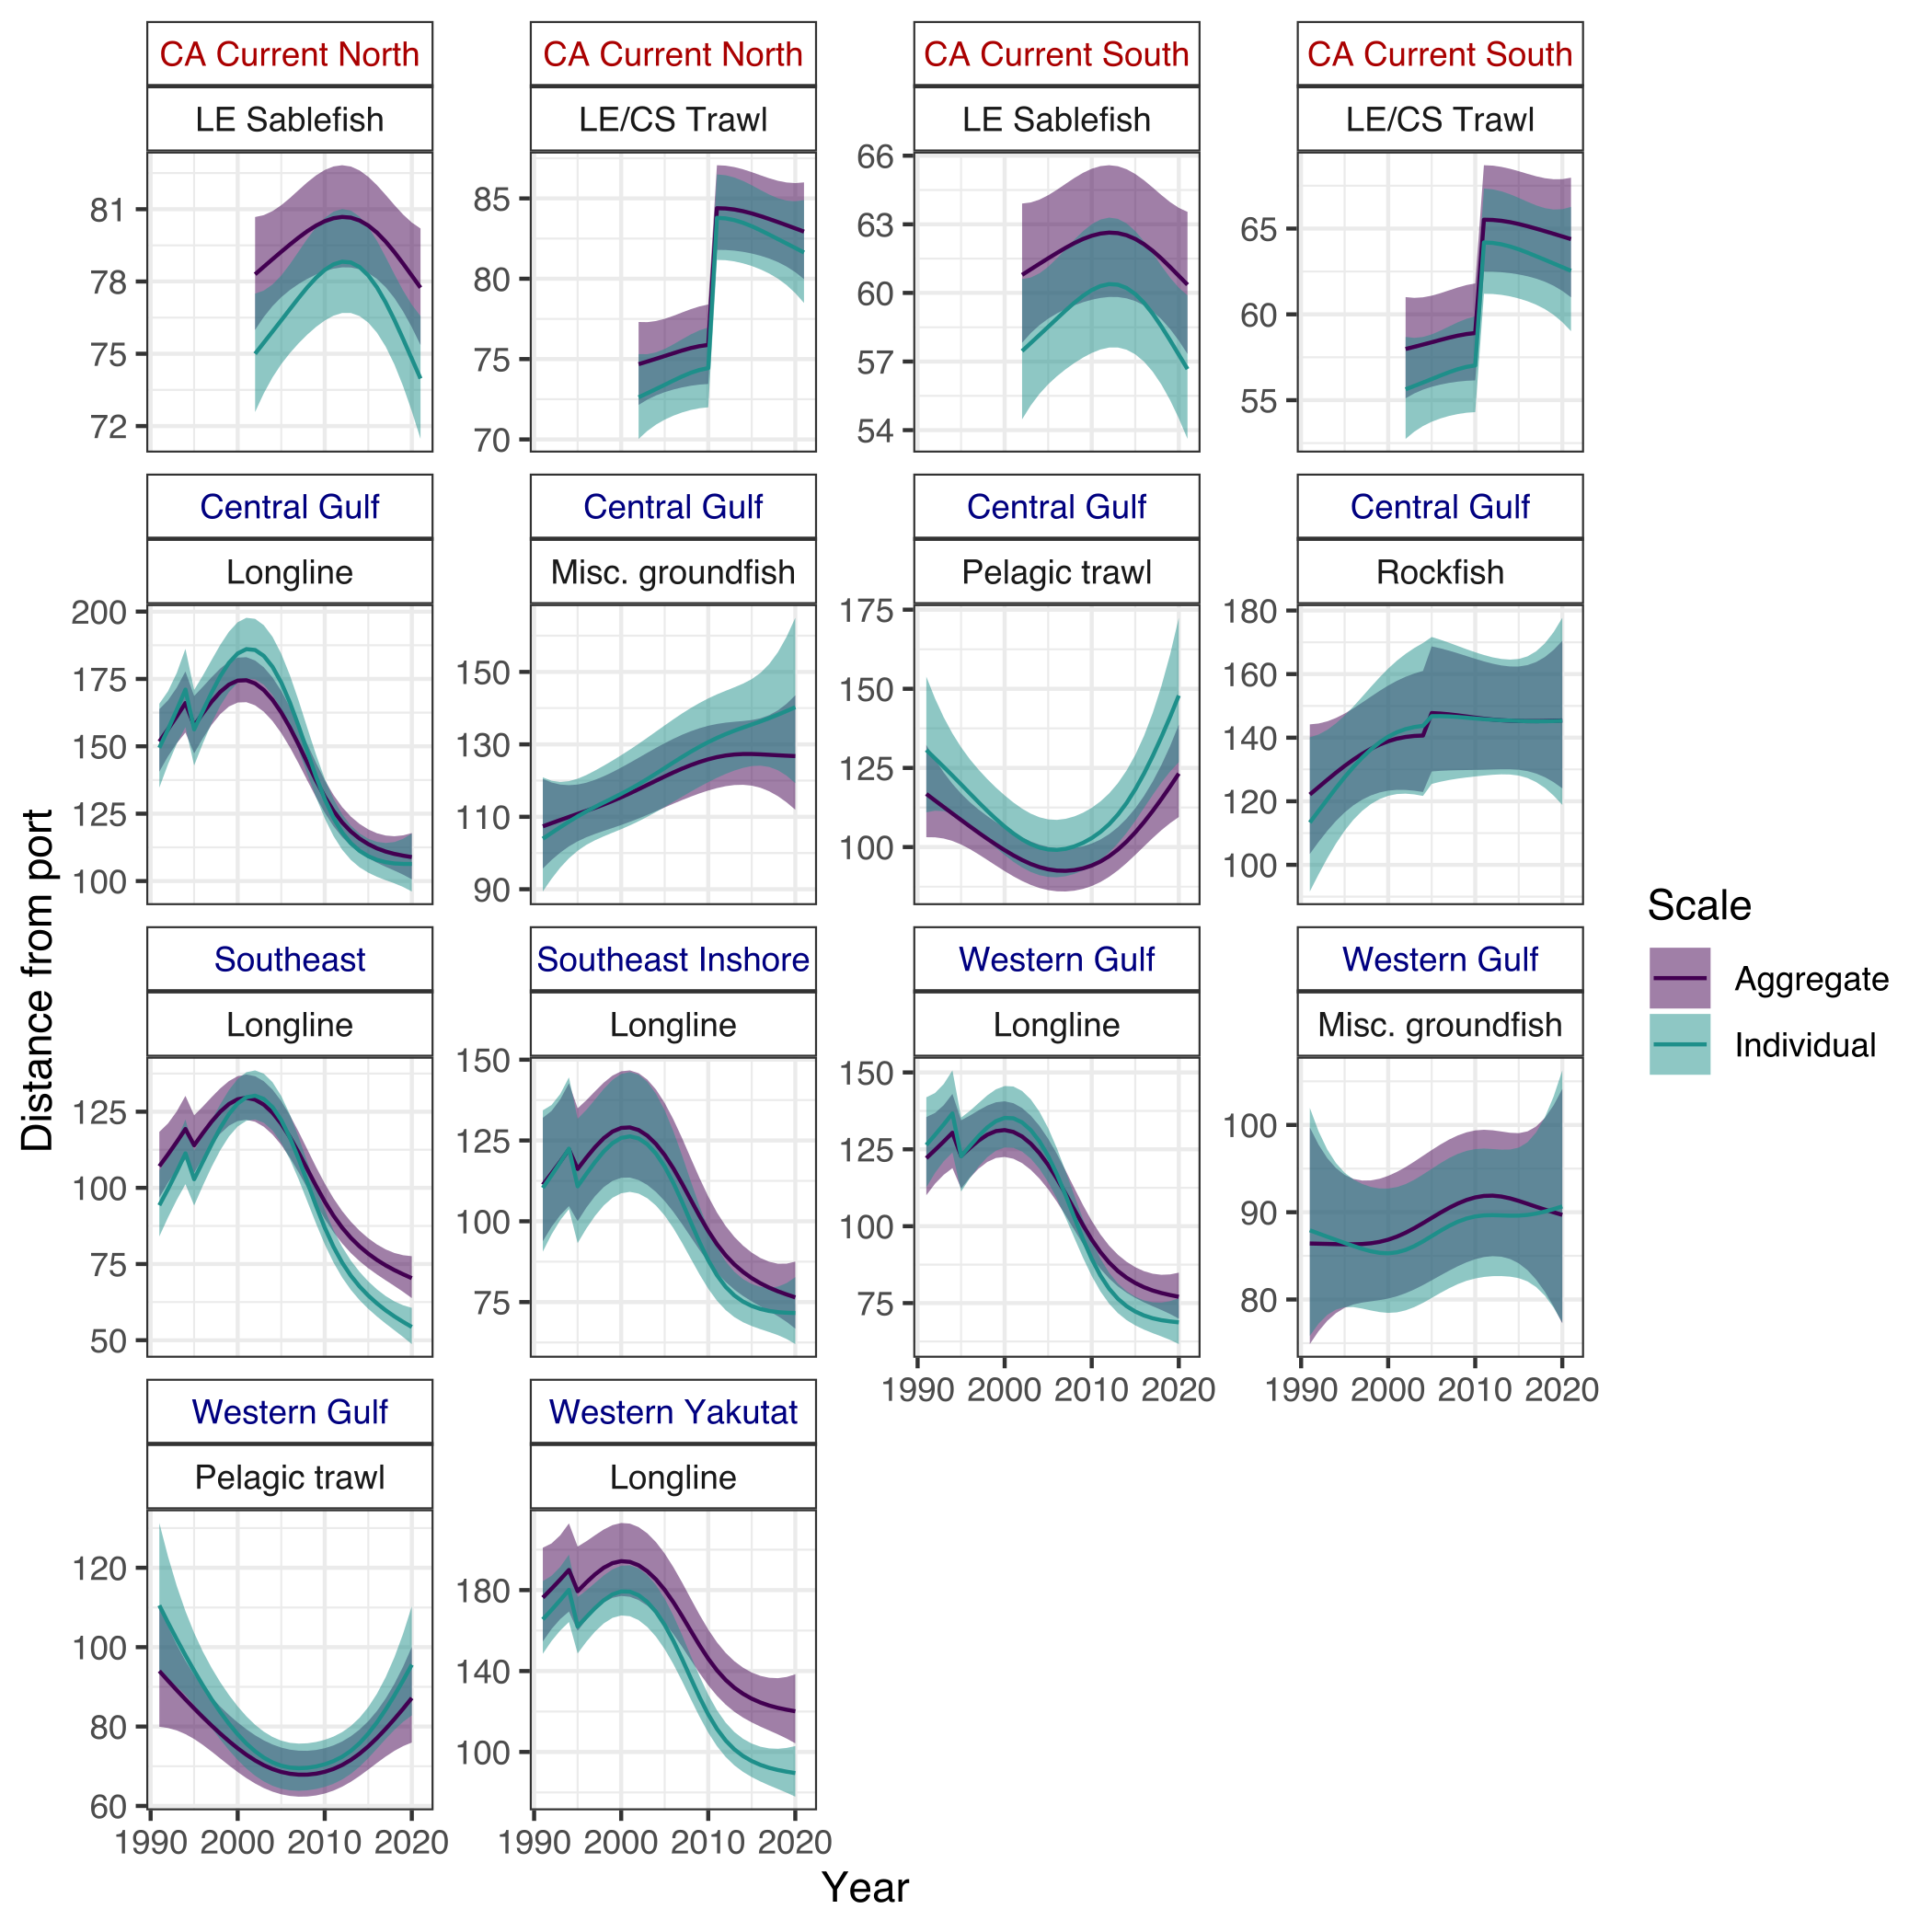 CA Current North
CA Current North
CA Current South
CA Current South
LE Sablefish
LE/CS Trawl
LE Sablefish
LE/CS Trawl
81
78
75
72
85
80
75
70
66
63
60
57
54
65
60
55
Central Gulf
Central Gulf
Central Gulf
Central Gulf
Longline
Misc. groundfish
Pelagic trawl
Rockfish
200
175
150
125
100
150
130
110
90
175
150
125
100
180
160
140
120
100
Southeast
Southeast Inshore
Western Gulf
Western Gulf
Longline
Longline
Longline
Misc. groundfish
125
100
75
50
150
125
100
75
150
125
100
75
1990 2000 2010 2020
100
90
80
1990 2000 2010 2020
Western Gulf
Western Yakutat
Pelagic trawl
Longline
120
100
80
60
1990 2000 2010 2020
180
140
100
1990 2000 2010 2020
Distance from port
Year
Scale
Aggregate
Individual